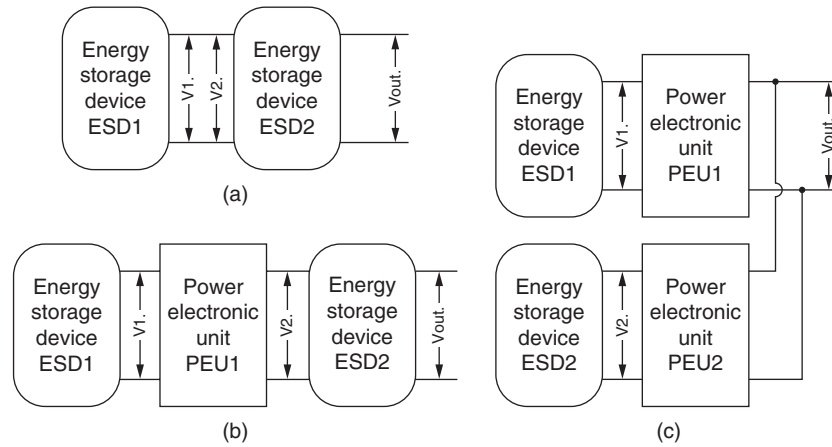 Energy
storage
device
ESD1
V1.
V2.
Energy
storage
device
ESD2
Vout.
(a)
Energy
storage
device
ESD1
V1.
Power
electronic
unit
PEU1
V2.
Energy
storage
device
ESD2
Vout.
(b)
Energy
storage
device
ESD1
V1.
Power
electronic
unit
PEU1
Vout.
Energy
storage
device
ESD2
V2.
Power
electronic
unit
PEU2
(c)